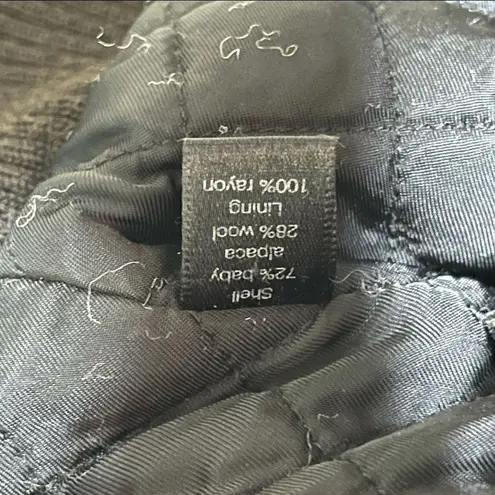 Shell
72% baby
alpaca
28% wool
Lining
100% rayon